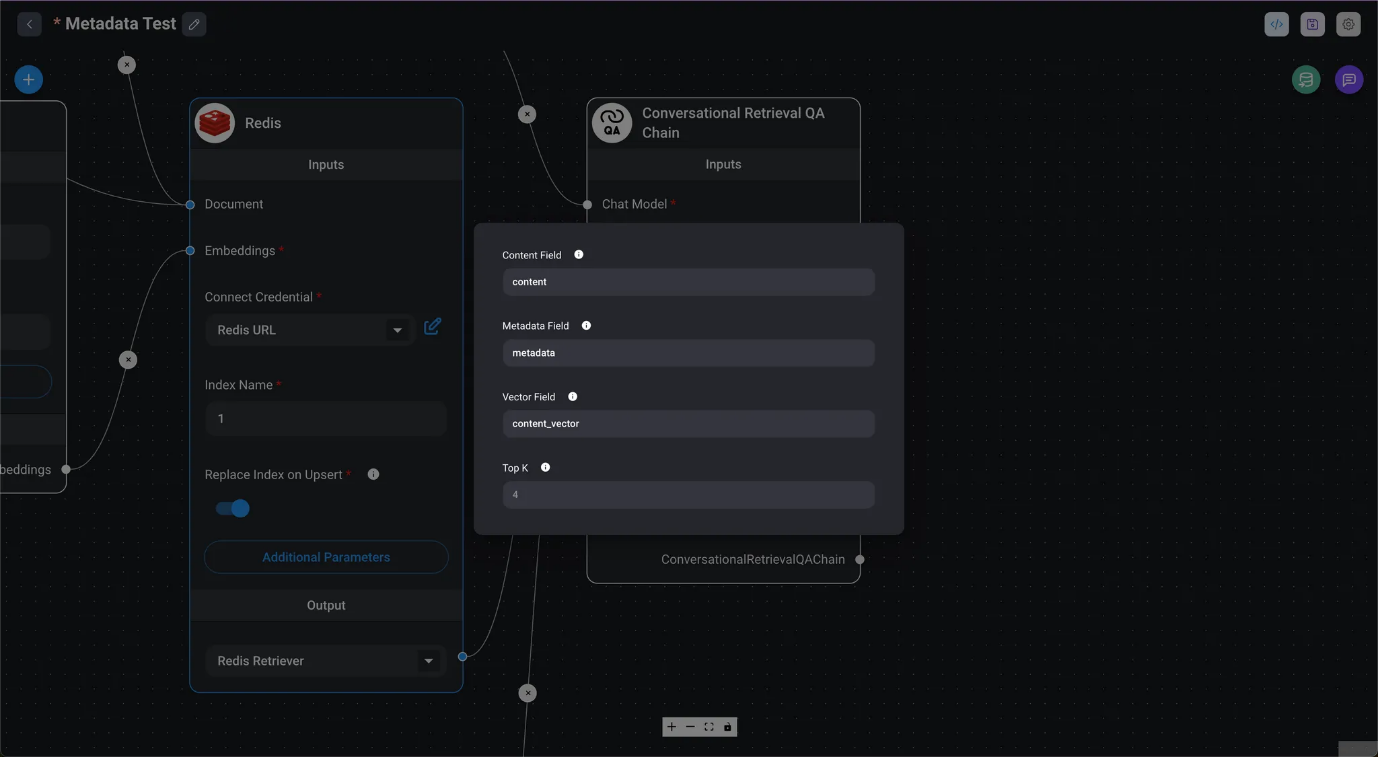 * Metadata Test
Redis
Inputs
Document
Embeddings *
Connect Credential *
Redis URL
Index Name *
1
Replace Index on Upsert *
Additional Parameters
Output
Redis Retriever
beddings
QA
Conversational Retrieval QA
Chain
Inputs
Chat Model *
Content Field
content
Metadata Field
metadata
Vector Field
content_vector
Top K
4
ConversationalRetrievalQAChain